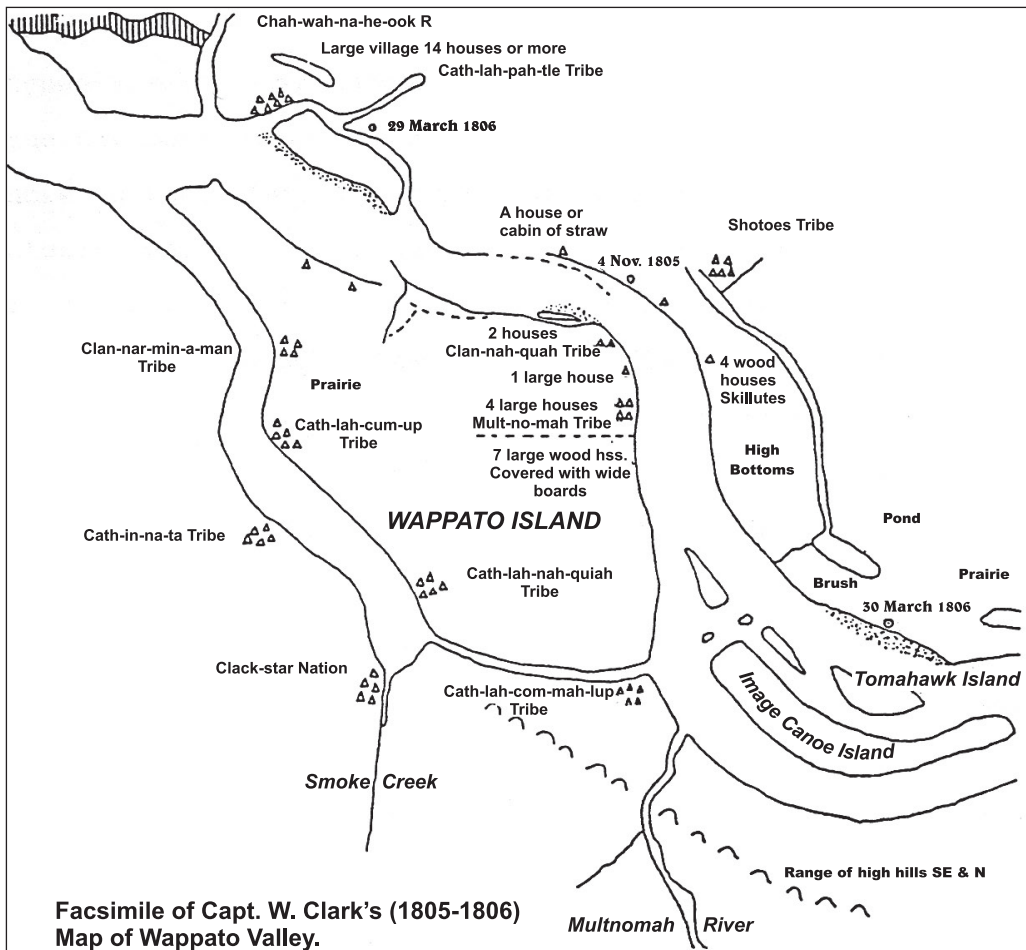 Chah-wah-na-he-ook R
Large village 14 houses or more
Cath-lah-pah-tle Tribe
29 March 1806
A house or
cabin of straw
Shotoes Tribe
4 Nov. 1805
2 houses
Clan-nah-quah Tribe
Clan-nar-min-a-man
Tribe
4 wood
houses
Skillutes
1 large house
Prairie
4 large houses
Mult-no-mah Tribe
Cath-lah-cum-up
Tribe
High
Bottoms
7 large wood hss.
Covered with wide
boards
WAPPATO ISLAND
Pond
Cath-in-na-ta Tribe
Cath-lah-nah-quiah
Tribe
Brush
Prairie
30 March 1806
Clack-star Nation
Tomahawk Island
Cath-lah-com-mah-lup
Tribe
Image Canoe Island
Smoke Creek
Range of high hills SE & N
Multnomah River
Facsimile of Capt. W. Clark's (1805-1806)
Map of Wappato Valley.